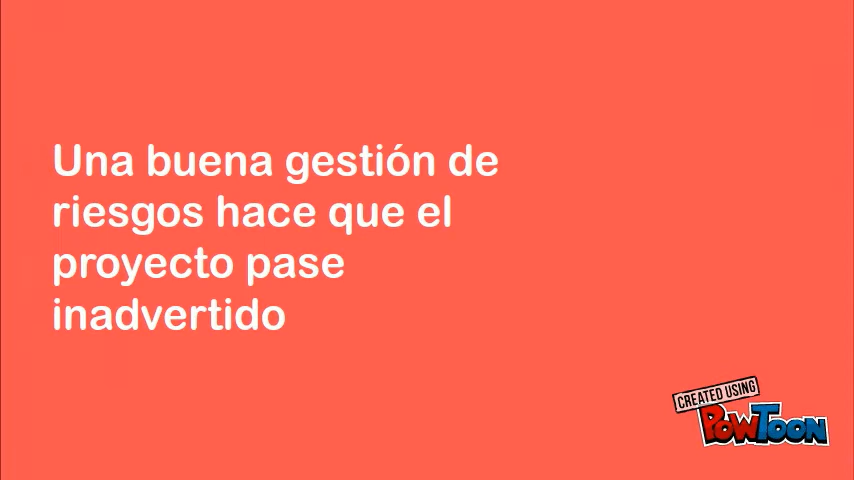 Una buena gestión de
riesgos hace que el
proyecto pase
inadvertido
CREATED USING
POWTOON